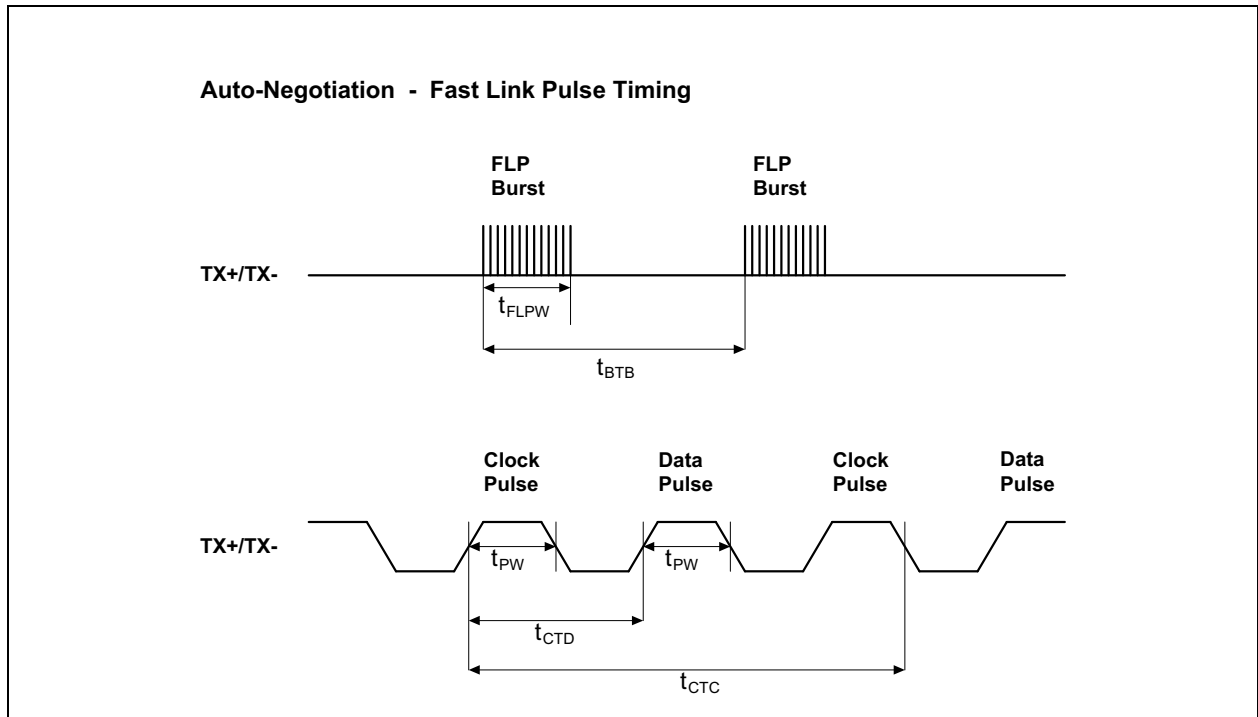 Auto-Negotiation - Fast Link Pulse Timing
FLP
Burst
FLP
Burst
TX+/TX-
tFLPW
tBTB
Clock
Pulse
Data
Pulse
Clock
Pulse
Data
Pulse
TX+/TX-
tPW
tPW
tCTD
tCTC